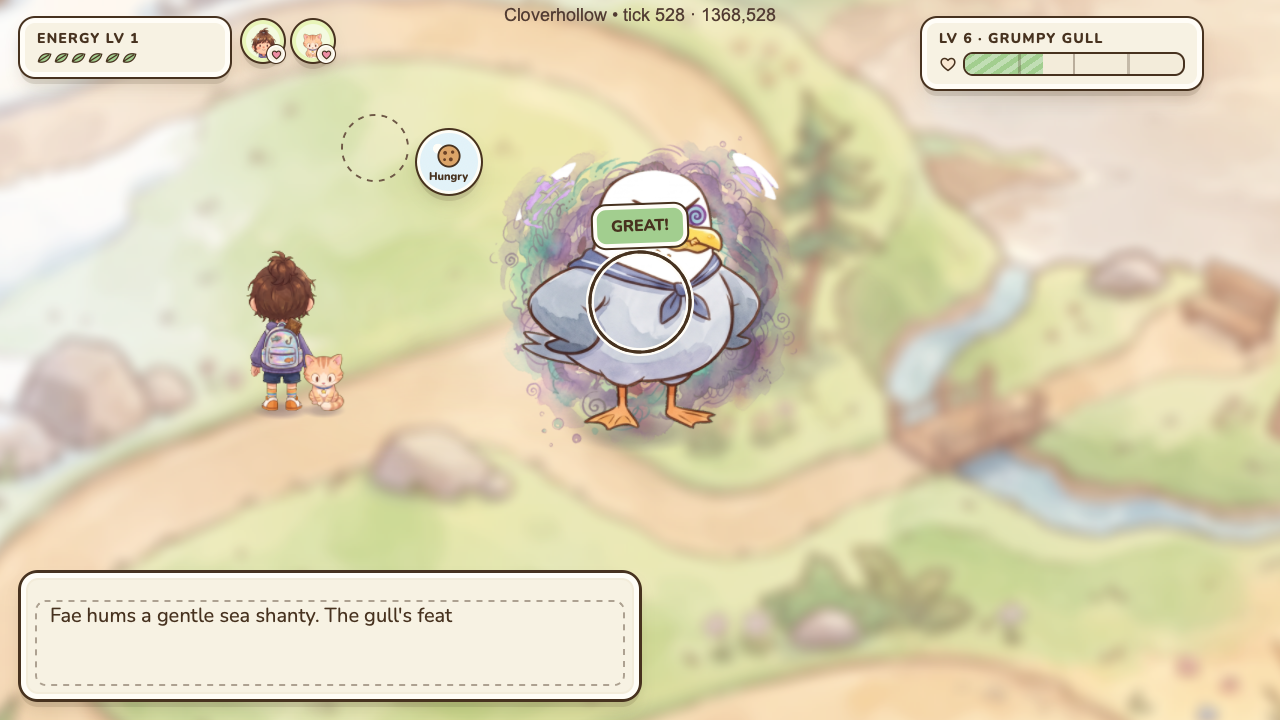 Cloverhollow • tick 528 · 1368,528
ENERGY LV 1
LV 6 · GRUMPY GULL
Hungry
GREAT!
Fae hums a gentle sea shanty. The gull's feat